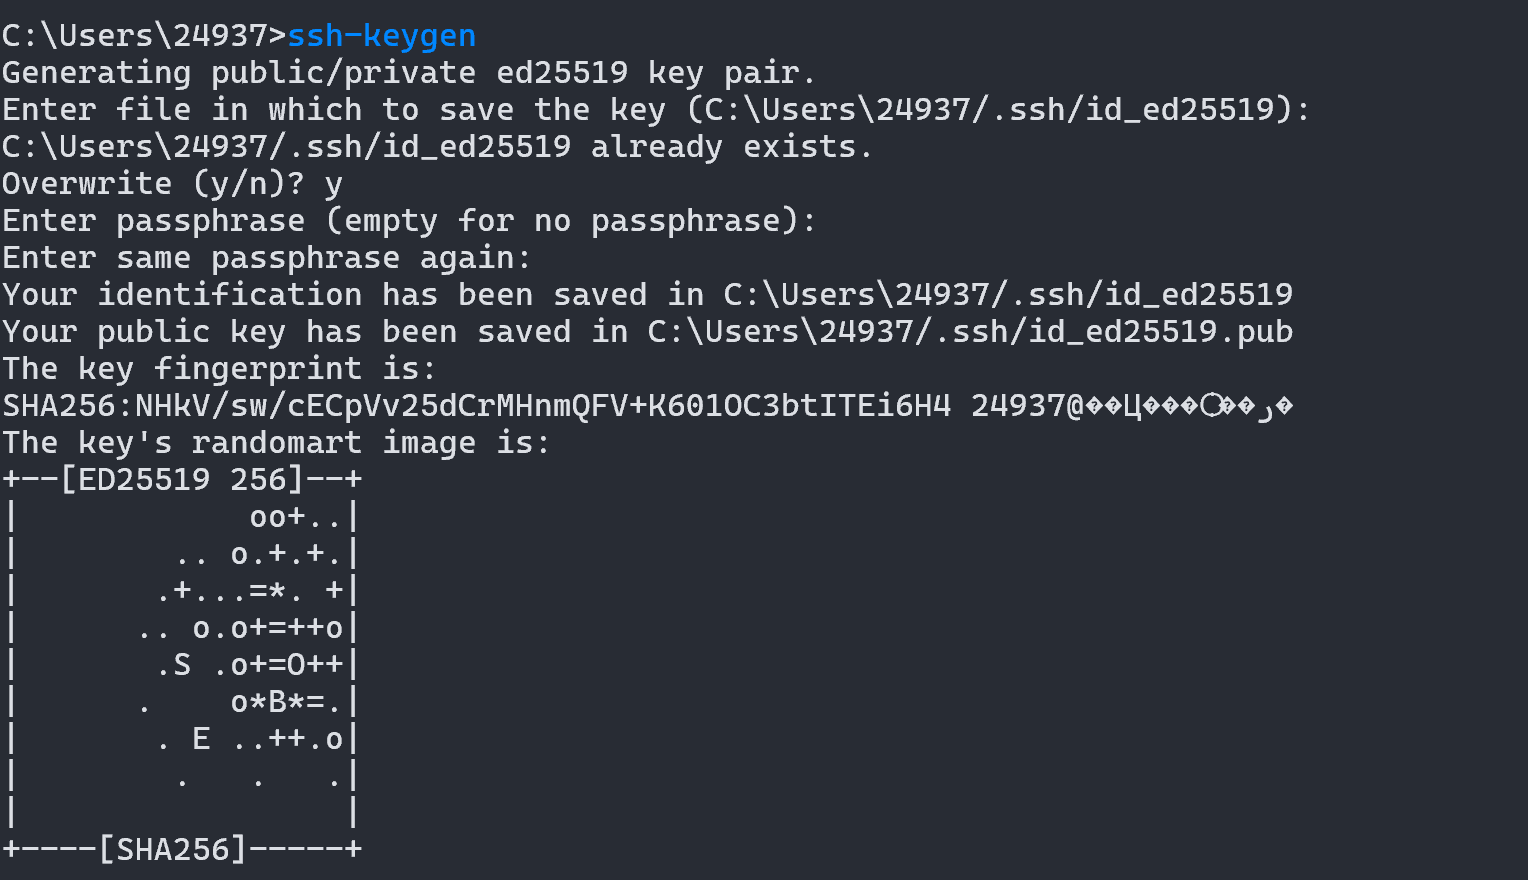 C:\Users\24937>ssh-keygen
Generating public/private ed25519 key pair.
Enter file in which to save the key (C:\Users\24937/.ssh/id_ed25519):
C:\Users\24937/.ssh/id_ed25519 already exists.
Overwrite (y/n)? y
Enter passphrase (empty for no passphrase):
Enter same passphrase again:
Your identification has been saved in C:\Users\24937/.ssh/id_ed25519
Your public key has been saved in C:\Users\24937/.ssh/id_ed25519.pub
The key fingerprint is:
SHA256:NHkV/sw/cECpVv25dCrMHnmQFV+K601OC3btITEi6H4
The key's randomart image is:
+--[ED25519 256]--+
|            oo+..|
|        .. o.+.+.|
|       .+...=*. +|
|      .. o.o+=++o|
|       .S .o+=O++|
|      .    o*B*=.|
|       . E ..++.o|
|        .   .   .|
|                 |
+----[SHA256]-----+